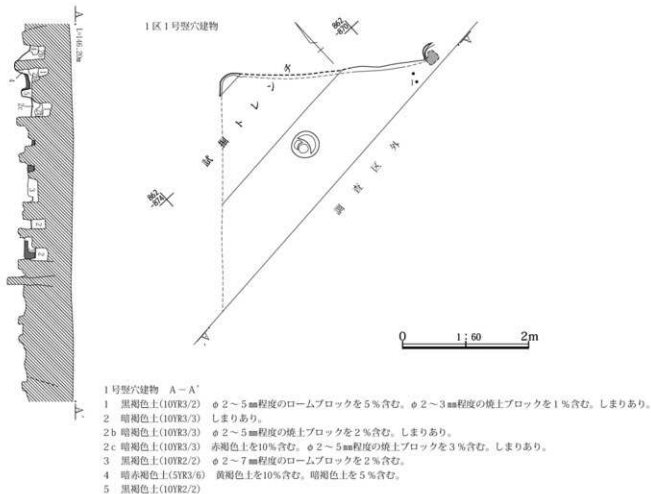 A
L=146.20m
A´
1区1号竪穴建物
862
-870
A´
1
試掘トレンチ
862
-874
調査区外
A
0 1:60 2m
1号竪穴建物 A－A´
1 黒褐色土(10YR3/2) φ2～5㎜程度のロームブロックを5%含む。φ2～3㎜程度の焼土ブロックを1%含む。しまりあり。
2 暗褐色土(10YR3/3) しまりあり。
2b 暗褐色土(10YR3/3) φ2～5㎜程度の焼土ブロックを2%含む。しまりあり。
2c 暗褐色土(10YR3/3) 赤褐色土を10%含む。φ2～5㎜程度の焼土ブロックを3%含む。しまりあり。
3 黒褐色土(10YR2/2) φ2～7㎜程度のロームブロックを2%含む。
4 暗赤褐色土(5YR3/6) 黄褐色土を10%含む。暗褐色土を5%含む。
5 黒褐色土(10YR2/2)